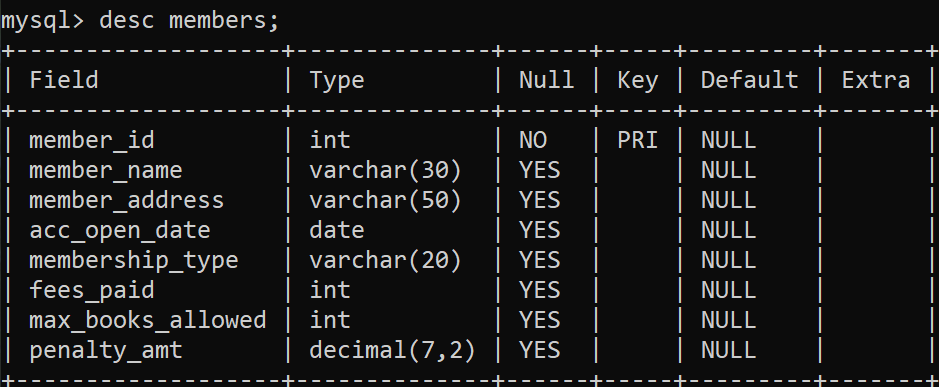 mysql> desc members;
+-------------------+--------------+------+-----+---------+-------+
| Field             | Type         | Null | Key | Default | Extra |
+-------------------+--------------+------+-----+---------+-------+
| member_id         | int          | NO   | PRI | NULL    |       |
| member_name       | varchar(30)  | YES  |     | NULL    |       |
| member_address    | varchar(50)  | YES  |     | NULL    |       |
| acc_open_date     | date         | YES  |     | NULL    |       |
| membership_type   | varchar(20)  | YES  |     | NULL    |       |
| fees_paid         | int          | YES  |     | NULL    |       |
| max_books_allowed | int          | YES  |     | NULL    |       |
| penalty_amt       | decimal(7,2) | YES  |     | NULL    |       |
+-------------------+--------------+------+-----+---------+-------+